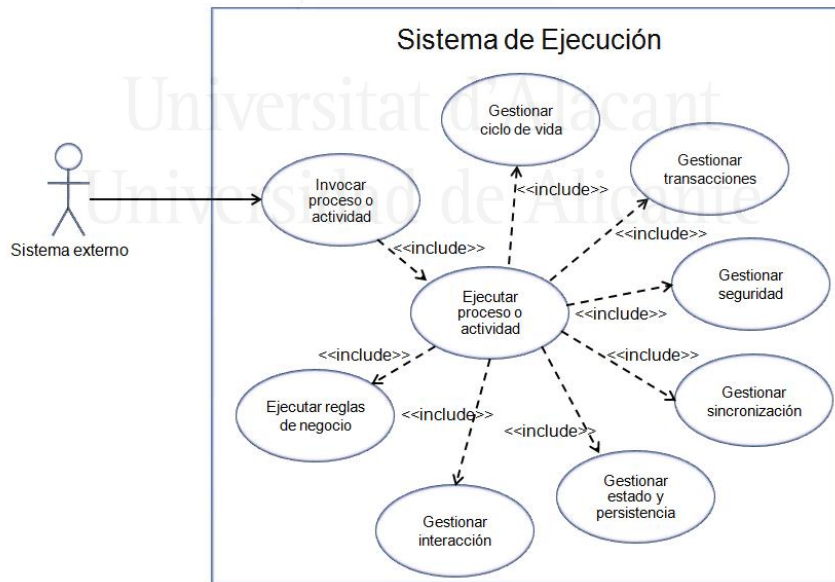 Sistema de Ejecución
Universitat d'Alacant
Universidad de Alicante
Gestionar
ciclo de vida
Gestionar
transacciones
<<include>>
<<include>>
Invocar
proceso o
actividad
Sistema externo
<<include>>
Gestionar
seguridad
Ejecutar
proceso o
actividad
<<include>>
<<include>>
<<include>>
Gestionar
sincronización
Ejecutar reglas
de negocio
<<include>>
<<include>>
Gestionar
estado y
persistencia
Gestionar
interacción